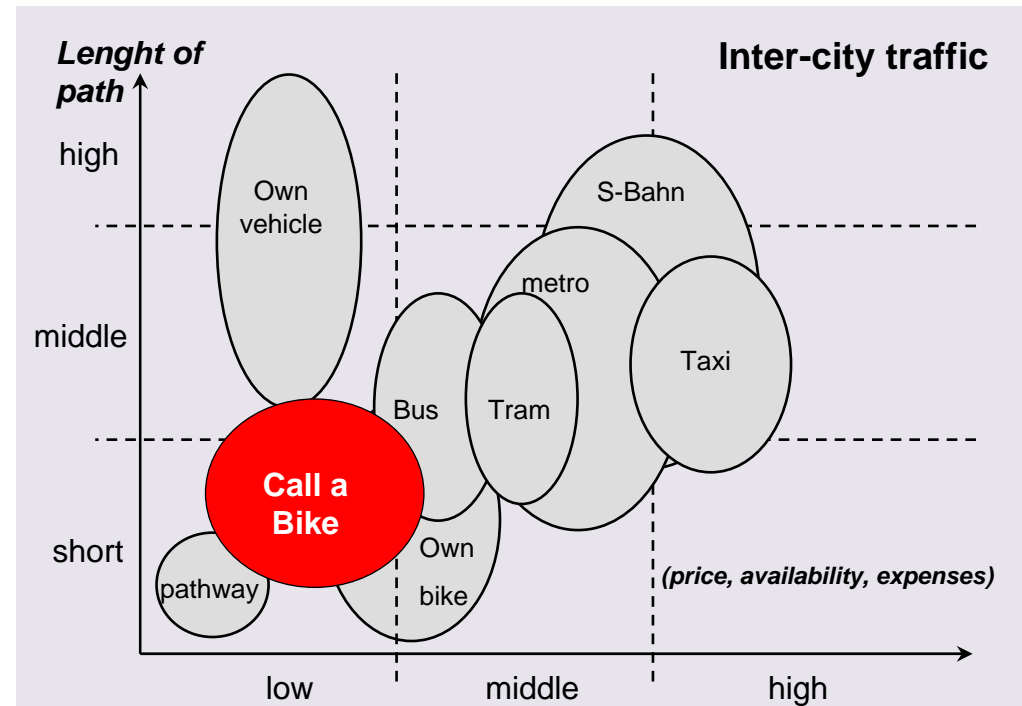 Lenght of
path
Inter-city traffic
high
Own
vehicle
S-Bahn
metro
middle
Taxi
Bus
Tram
Call a
Bike
short
Own
bike
pathway
(price, availability, expenses)
low
middle
high